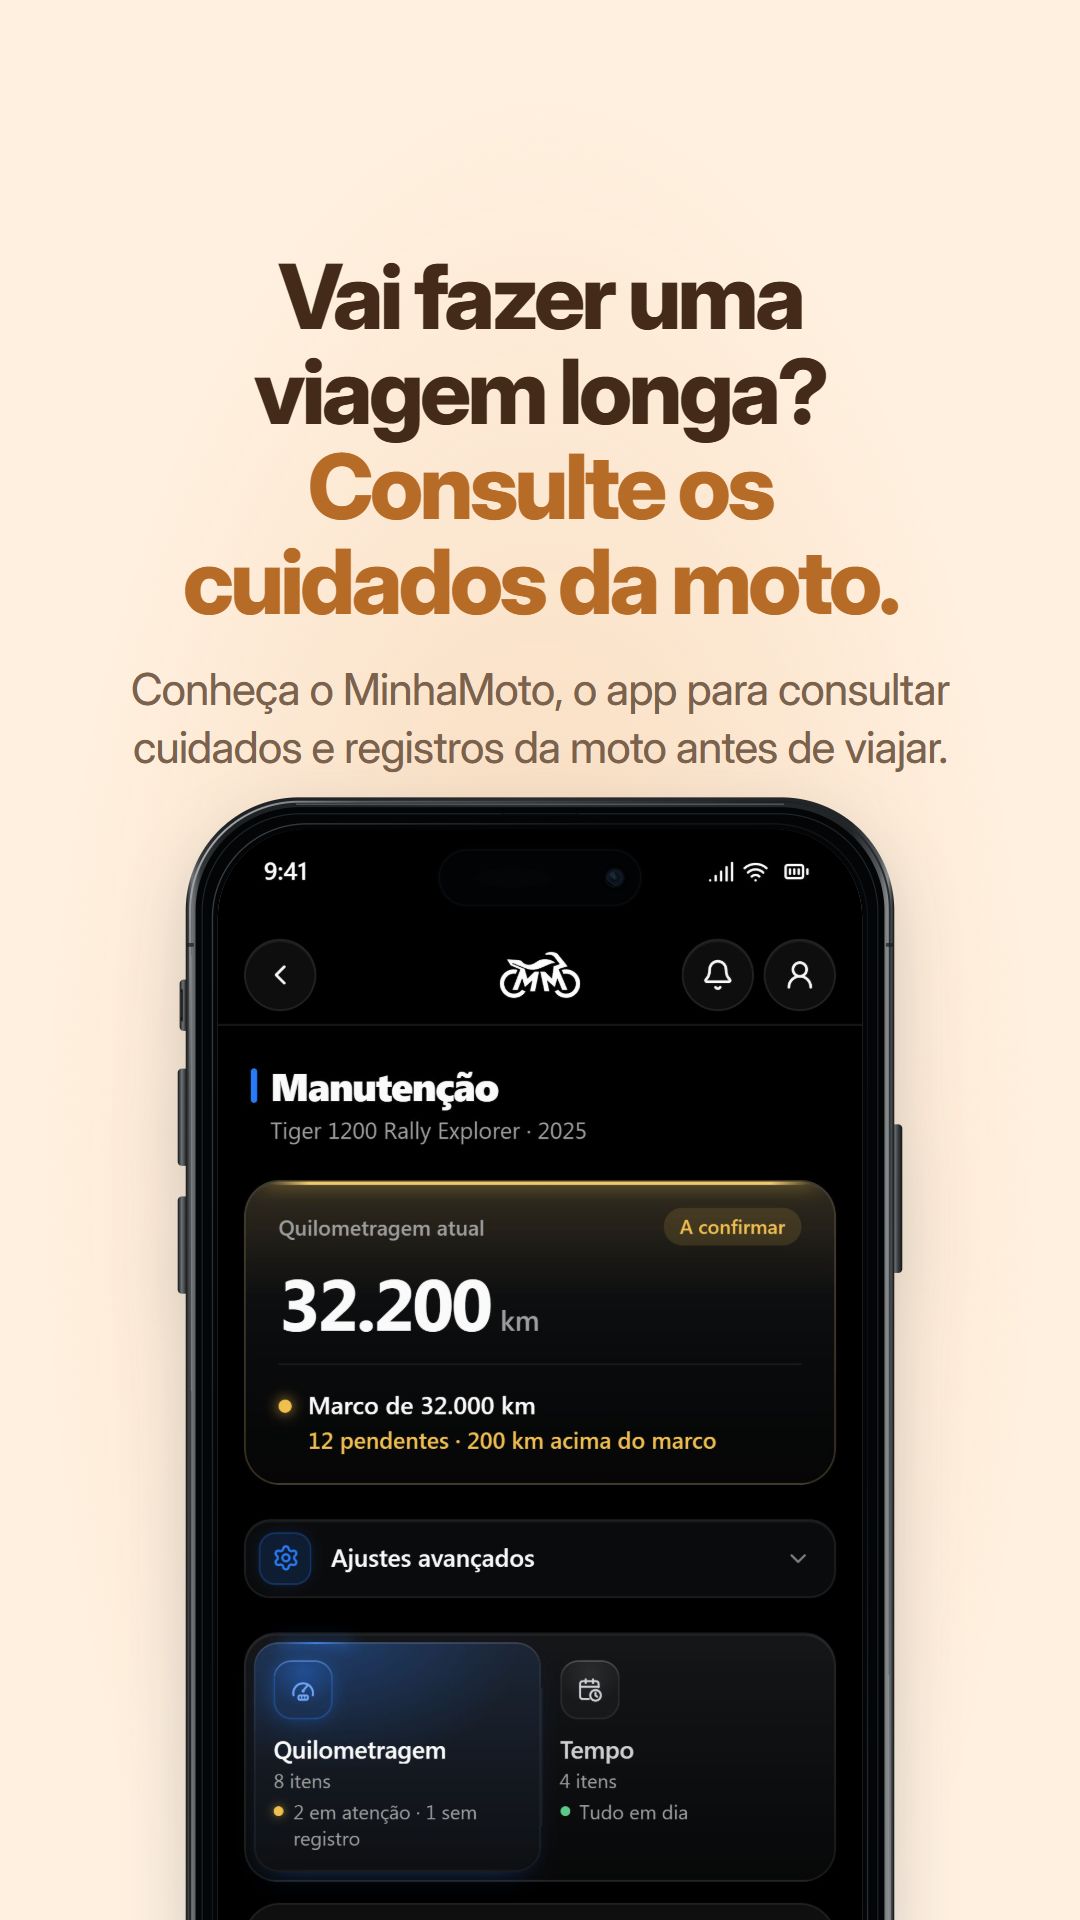 Vai fazer uma
viagem longa?
Consulte os
cuidados da moto.
Conheça o MinhaMoto, o app para consultar
cuidados e registros da moto antes de viajar.
9:41
MM
Manutenção
Tiger 1200 Rally Explorer · 2025
Quilometragem atual
A confirmar
32.200 km
Marco de 32.000 km
12 pendentes · 200 km acima do marco
Ajustes avançados
Quilometragem
8 itens
2 em atenção · 1 sem
registro
Tempo
4 itens
Tudo em dia